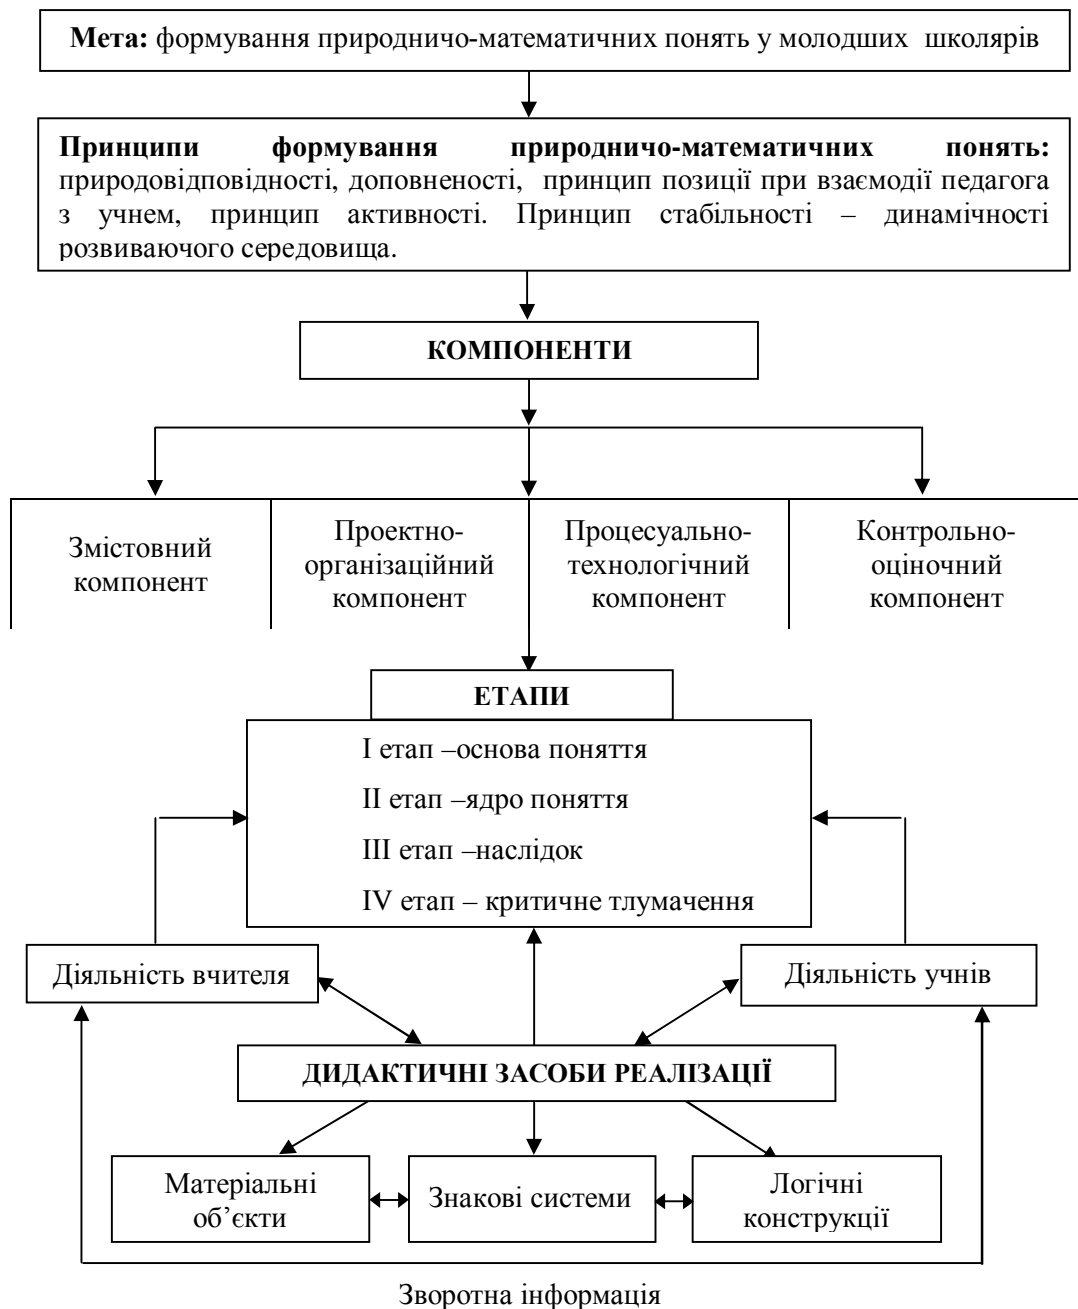 Мета: формування природничо-математичних понять у молодших школярів
Принципи формування природничо-математичних понять:
природовідповідності, доповненості, принцип позиції при взаємодії педагога
з учнем, принцип активності. Принцип стабільності – динамічності
розвиваючого середовища.
КОМПОНЕНТИ
Змістовний
компонент
Проектно-
організаційний
компонент
Процесуально-
технологічний
компонент
Контрольно-
оціночний
компонент
ЕТАПИ
I етап –основа поняття
II етап –ядро поняття
III етап –наслідок
IV етап – критичне тлумачення
Діяльність вчителя
Діяльність учнів
ДИДАКТИЧНІ ЗАСОБИ РЕАЛІЗАЦІЇ
Матеріальні
об’єкти
Знакові системи
Логічні
конструкції
Зворотна інформація